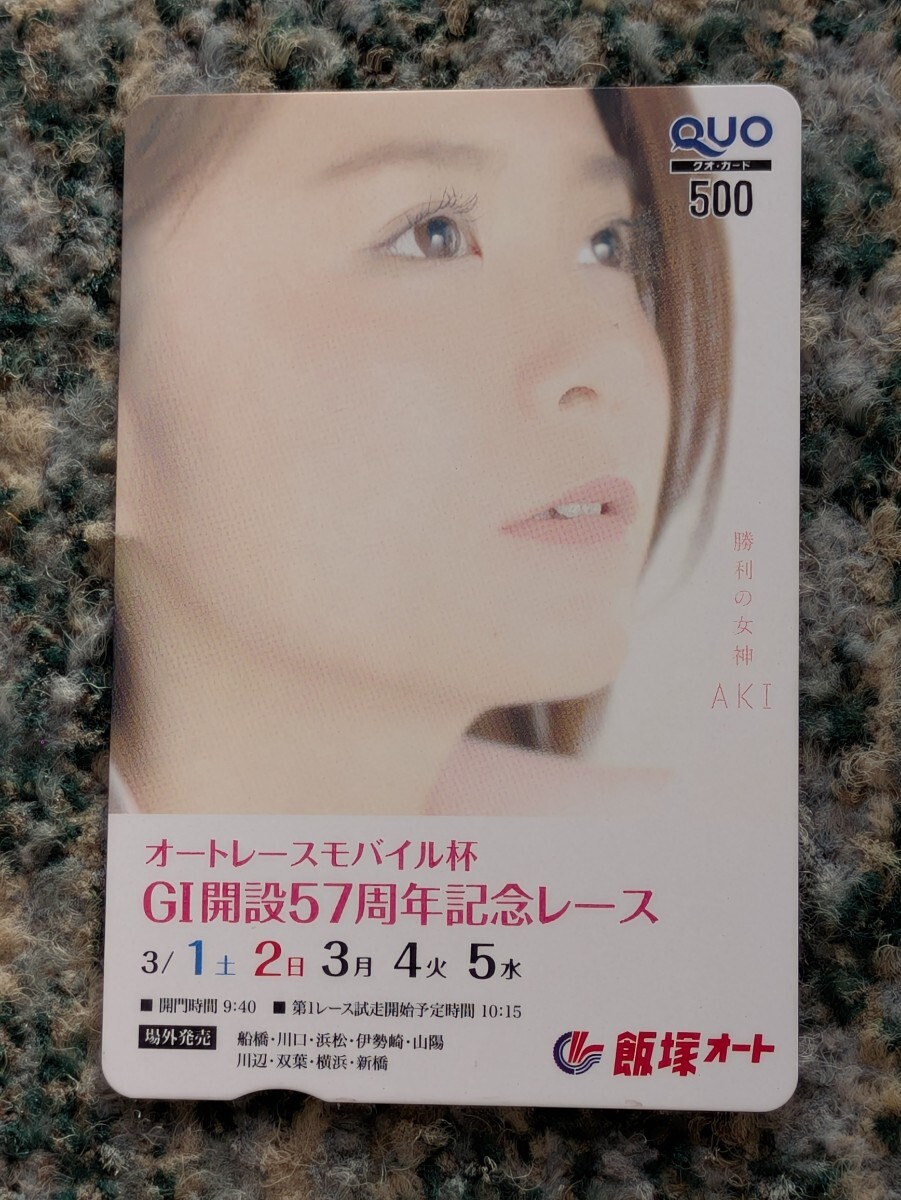 QUO
クオ・カード
500
勝利の女神
AKI
オートレースモバイル杯
GI開設57周年記念レース
3/1土 2日 3月 4火 5水
■ 開門時間 9:40 ■ 第1レース試走開始予定時間 10:15
場外発売 船橋・川口・浜松・伊勢崎・山陽
川辺・双葉・横浜・新橋
飯塚オート